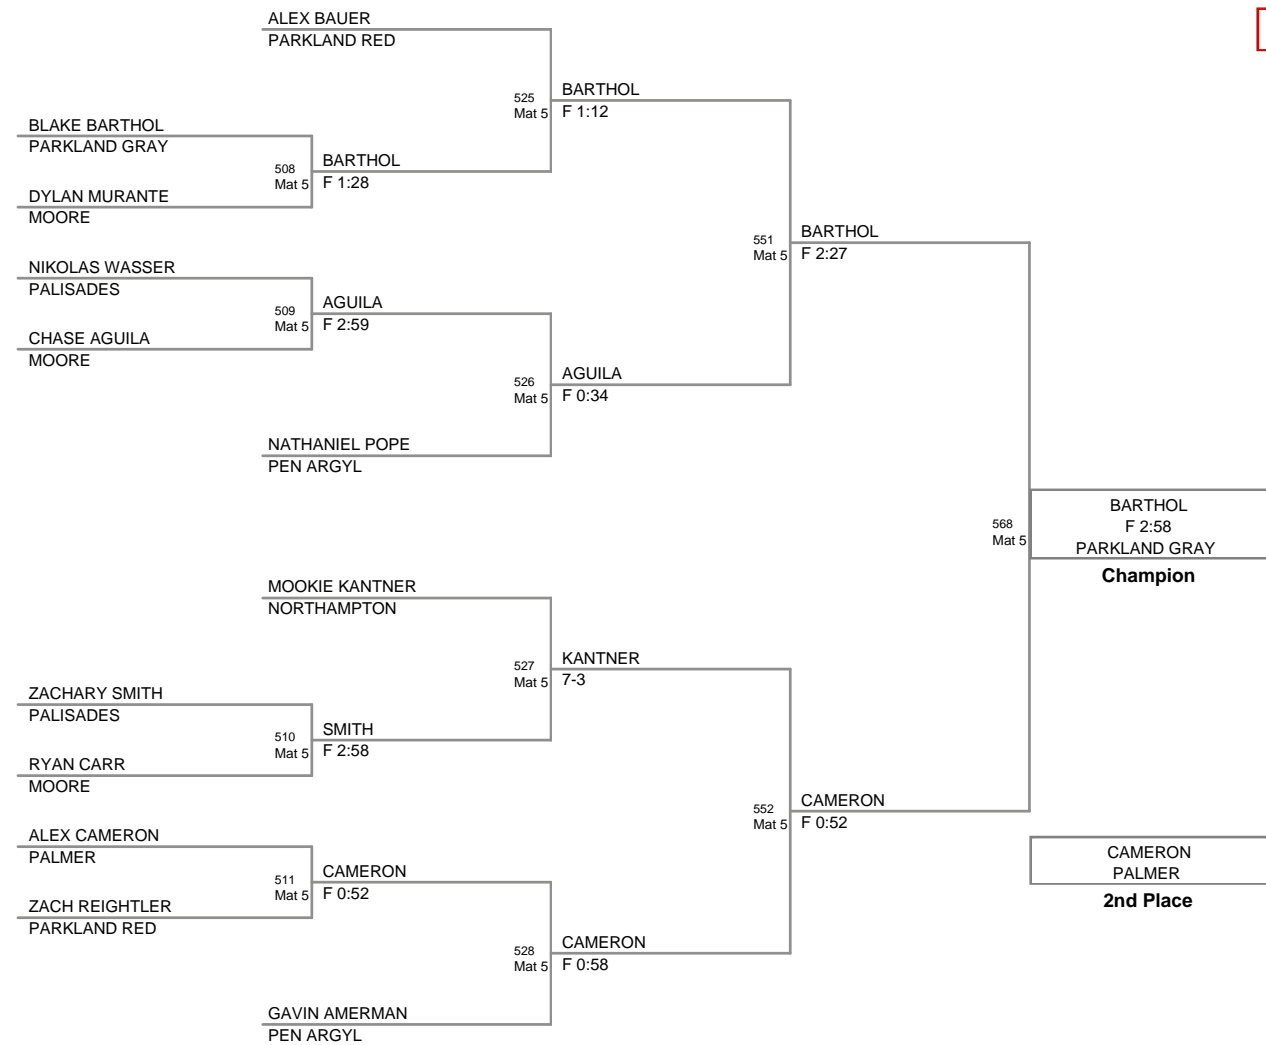 ALEX BAUER
PARKLAND RED
525
Mat 5
BARTHOL
F 1:12
BLAKE BARTHOL
PARKLAND GRAY
508
Mat 5
BARTHOL
F 1:28
DYLAN MURANTE
MOORE
551
Mat 5
BARTHOL
F 2:27
NIKOLAS WASSER
PALISADES
509
Mat 5
AGUILA
F 2:59
CHASE AGUILA
MOORE
526
Mat 5
AGUILA
F 0:34
NATHANIEL POPE
PEN ARGYL
568
Mat 5
BARTHOL
F 2:58
PARKLAND GRAY
Champion
MOOKIE KANTNER
NORTHAMPTON
527
Mat 5
KANTNER
7-3
ZACHARY SMITH
PALISADES
510
Mat 5
SMITH
F 2:58
RYAN CARR
MOORE
552
Mat 5
CAMERON
F 0:52
ALEX CAMERON
PALMER
511
Mat 5
CAMERON
F 0:52
ZACH REIGHTLER
PARKLAND RED
CAMERON
PALMER
2nd Place
528
Mat 5
CAMERON
F 0:58
GAVIN AMERMAN
PEN ARGYL